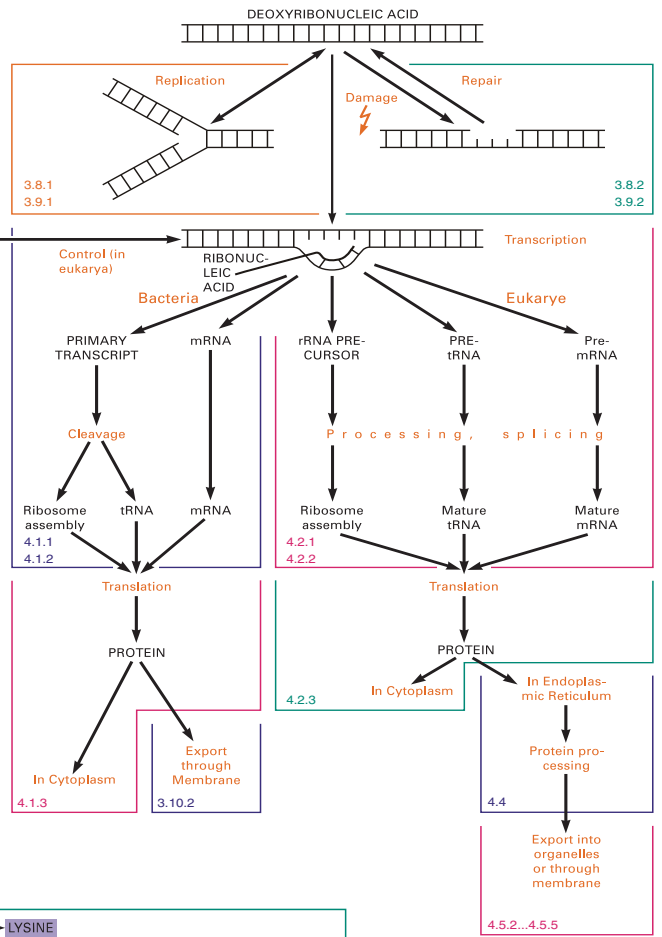 DEOXYRIBONUCLEIC ACID
Replication
Repair
Damage
3.8.1
3.9.1
3.8.2
3.9.2
Control (in
eukarya)
RIBONUC-
LEIC
ACID
Transcription
Bacteria
Eukarye
PRIMARY
TRANSCRIPT
mRNA
rRNA PRE-
CURSOR
PRE-
tRNA
Pre-
mRNA
Cleavage
Processing, splicing
Ribosome
assembly
tRNA
mRNA
Ribosome
assembly
Mature
tRNA
Mature
mRNA
4.1.1
4.1.2
4.2.1
4.2.2
Translation
Translation
PROTEIN
PROTEIN
In Cytoplasm
In Endoplas-
mic Reticulum
4.2.3
Export
through
Membrane
In Cytoplasm
Protein pro-
cessing
4.1.3
3.10.2
4.4
Export into
organelles
or through
membrane
4.5.2...4.5.5
LYSINE